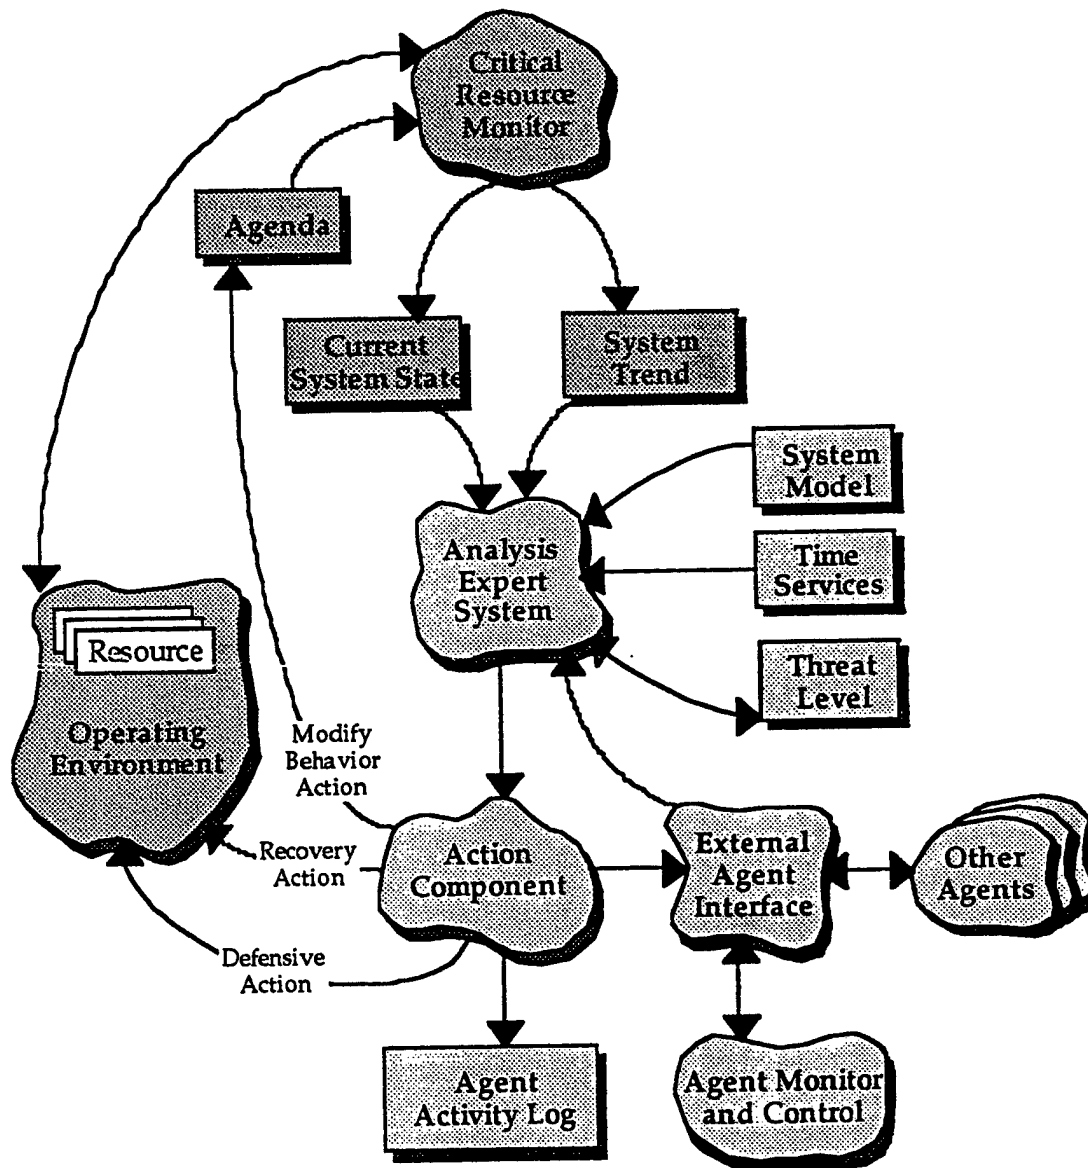 Critical
Resource
Monitor
Agenda
Current
System State
System
Trend
System
Model
Analysis
Expert
System
Time
Services
Resource
Threat
Level
Operating
Environment
Modify
Behavior
Action
Recovery
Action
Action
Component
External
Agent
Interface
Other
Agents
Defensive
Action
Agent
Activity Log
Agent Monitor
and Control